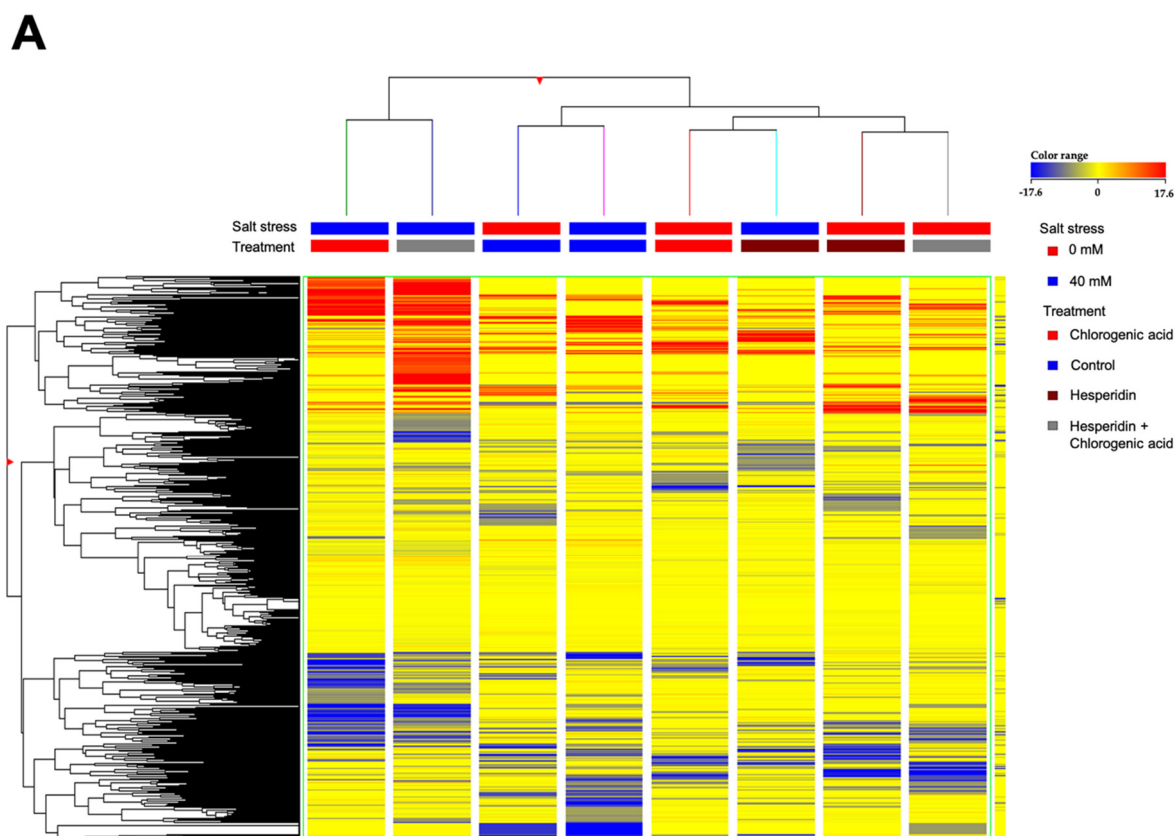 A
Color range
-17.6 0 17.6
Salt stress
Treatment
Salt stress
0 mM
40 mM
Treatment
Chlorogenic acid
Control
Hesperidin
Hesperidin +
Chlorogenic acid